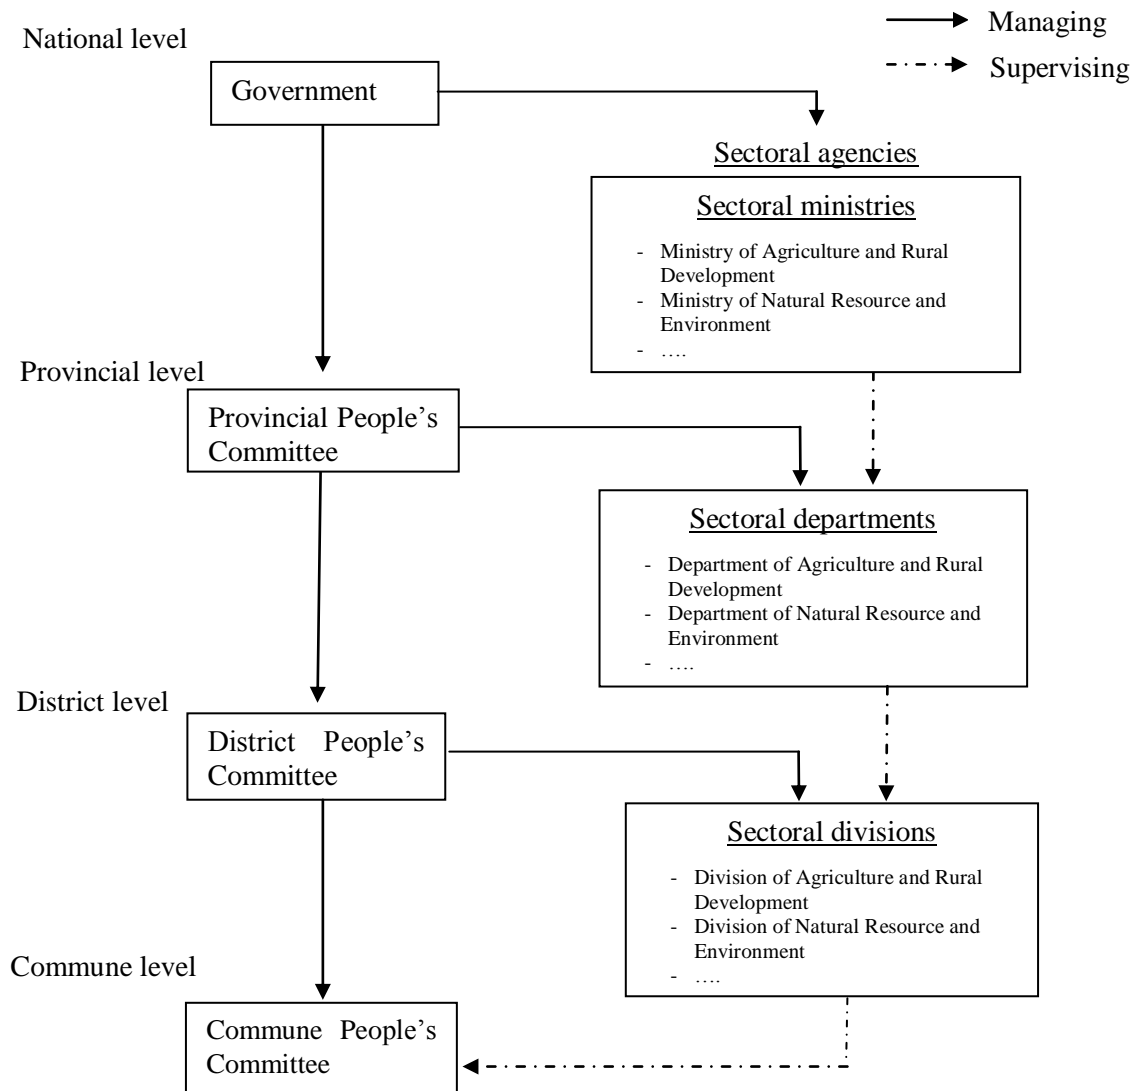 Managing
National level
Supervising
Government
Sectoral agencies
Sectoral ministries
- Ministry of Agriculture and Rural
Development
- Ministry of Natural Resource and
Environment
- ….
Provincial level
Provincial People’s
Committee
Sectoral departments
- Department of Agriculture and Rural
Development
- Department of Natural Resource and
Environment
- ….
District level
District People’s
Committee
Sectoral divisions
- Division of Agriculture and Rural
Development
- Division of Natural Resource and
Environment
- ….
Commune level
Commune People’s
Committee